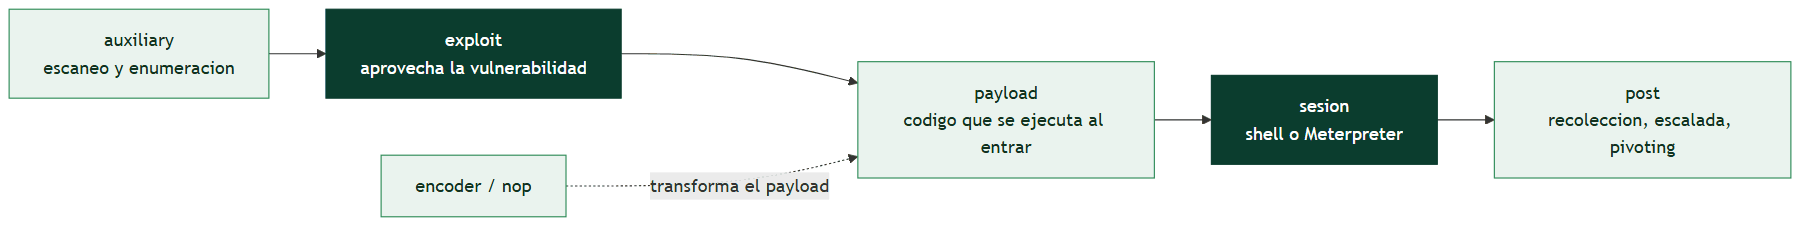 auxiliary
escaneo y enumeracion
exploit
aprovecha la vulnerabilidad
encoder / nop
transforma el payload
payload
codigo que se ejecuta al
entrar
sesion
shell o Meterpreter
post
recoleccion, escalada,
pivoting